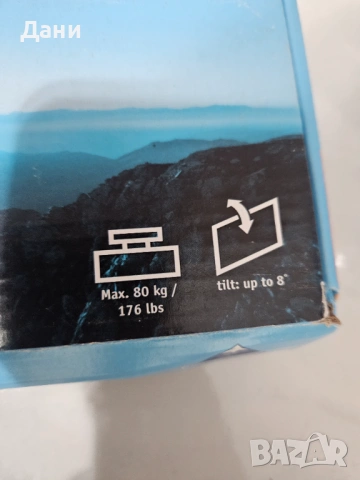 Дани
Max. 80 kg /
176 lbs
tilt: up to 8°
BAZAR